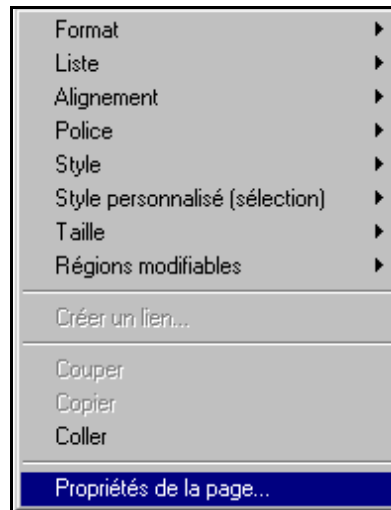 Format
Liste
Alignement
Police
Style
Style personnalisé (sélection)
Taille
Régions modifiables
Créer un lien...
Couper
Copier
Coller
Propriétés de la page...